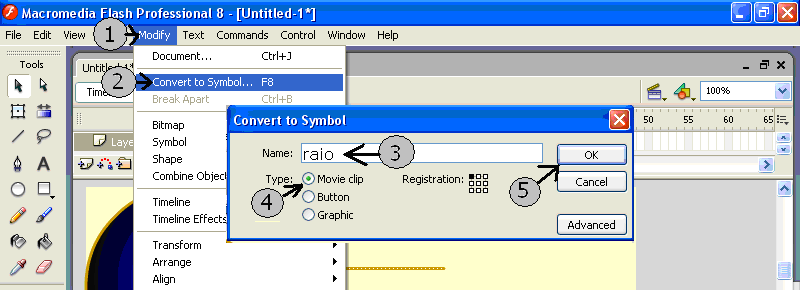 Macromedia Flash Professional 8 - [Untitled-1*]
File Edit View 1 Modify Text Commands Control Window Help
Tools
Document... Ctrl+J
Untitled-1*
2 Convert to Symbol... F8
Break Apart Ctrl+B
100%
Bitmap
Symbol
Shape
Combine Objec
Timeline
Timeline Effects
Transform
Arrange
Align
50 55 60 65
Convert to Symbol
Name: raio 3
OK
Type: Movie clip
Registration:
4
5
Cancel
Button
Graphic
Advanced